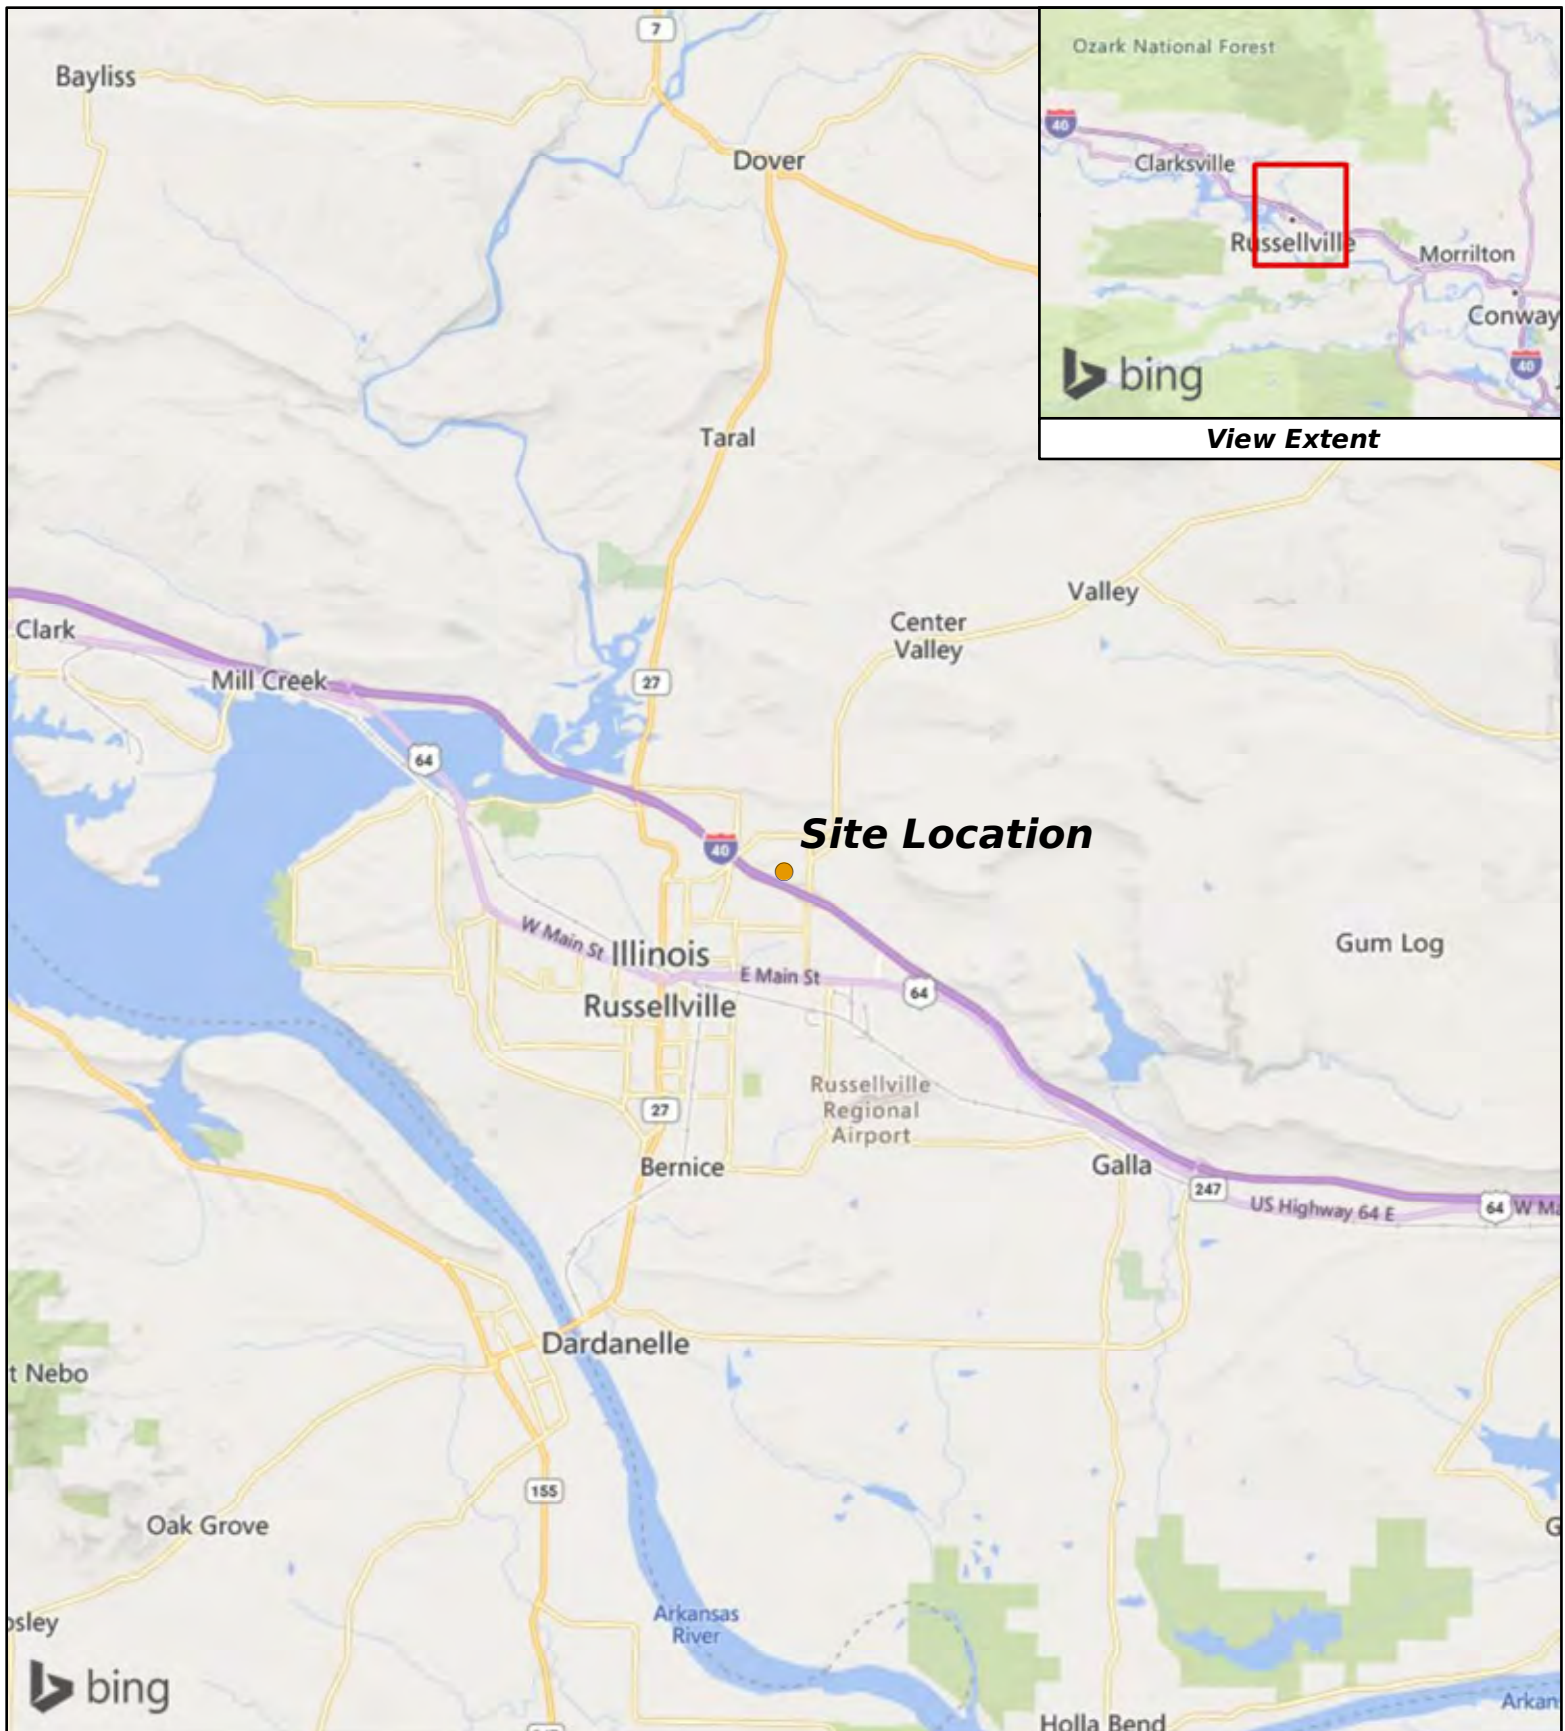 7
Bayliss
Dover
Ozark National Forest
40
Clarksville
Russellville
Morrilton
Conway
40
bing
View Extent
Taral
Valley
Center
Valley
Clark
Mill Creek
27
64
Site Location
40
Gum Log
W Main St
Illinois
E Main St
64
Russellville
Russellville
Regional
Airport
27
Bernice
Galla
247
US Highway 64 E
64
W Ma
Dardanelle
t Nebo
155
Oak Grove
G
osley
Arkansas
River
bing
Arkan
Holla Bend